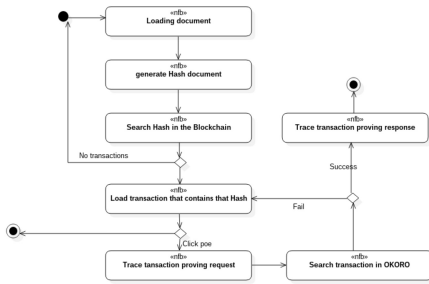 «nfb»
Loading document
«nfb»
generate Hash document
«nfb»
Search Hash in the Blockchain
«nfb»
Trace transaction proving response
No transactions
Success
«nfb»
Load transaction that contains that Hash
Fail
Click poe
«nfb»
Trace tansaction proving request
«nfb»
Search transaction in OKORO